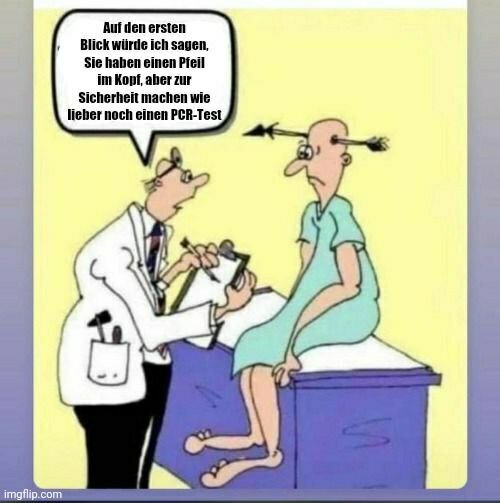 Auf den ersten
Blick würde ich sagen,
Sie haben einen Pfeil
im Kopf, aber zur
Sicherheit machen wie
lieber noch einen PCR-Test
imgflip.com